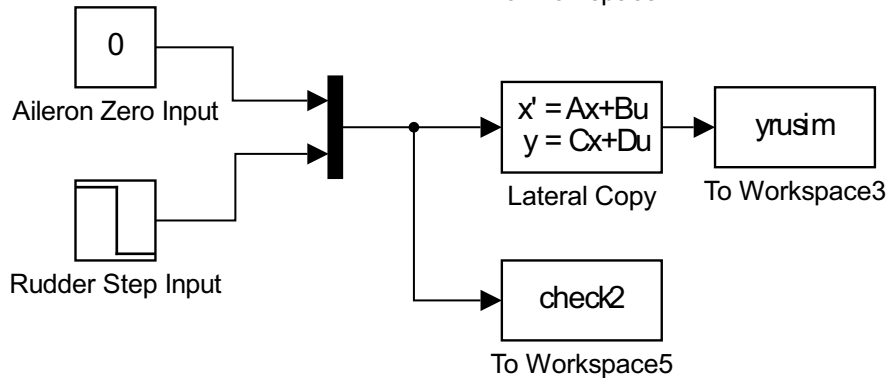 0
Aileron Zero Input
x' = Ax+Bu
y = Cx+Du
Lateral Copy
yrusim
To Workspace3
Rudder Step Input
check2
To Workspace5